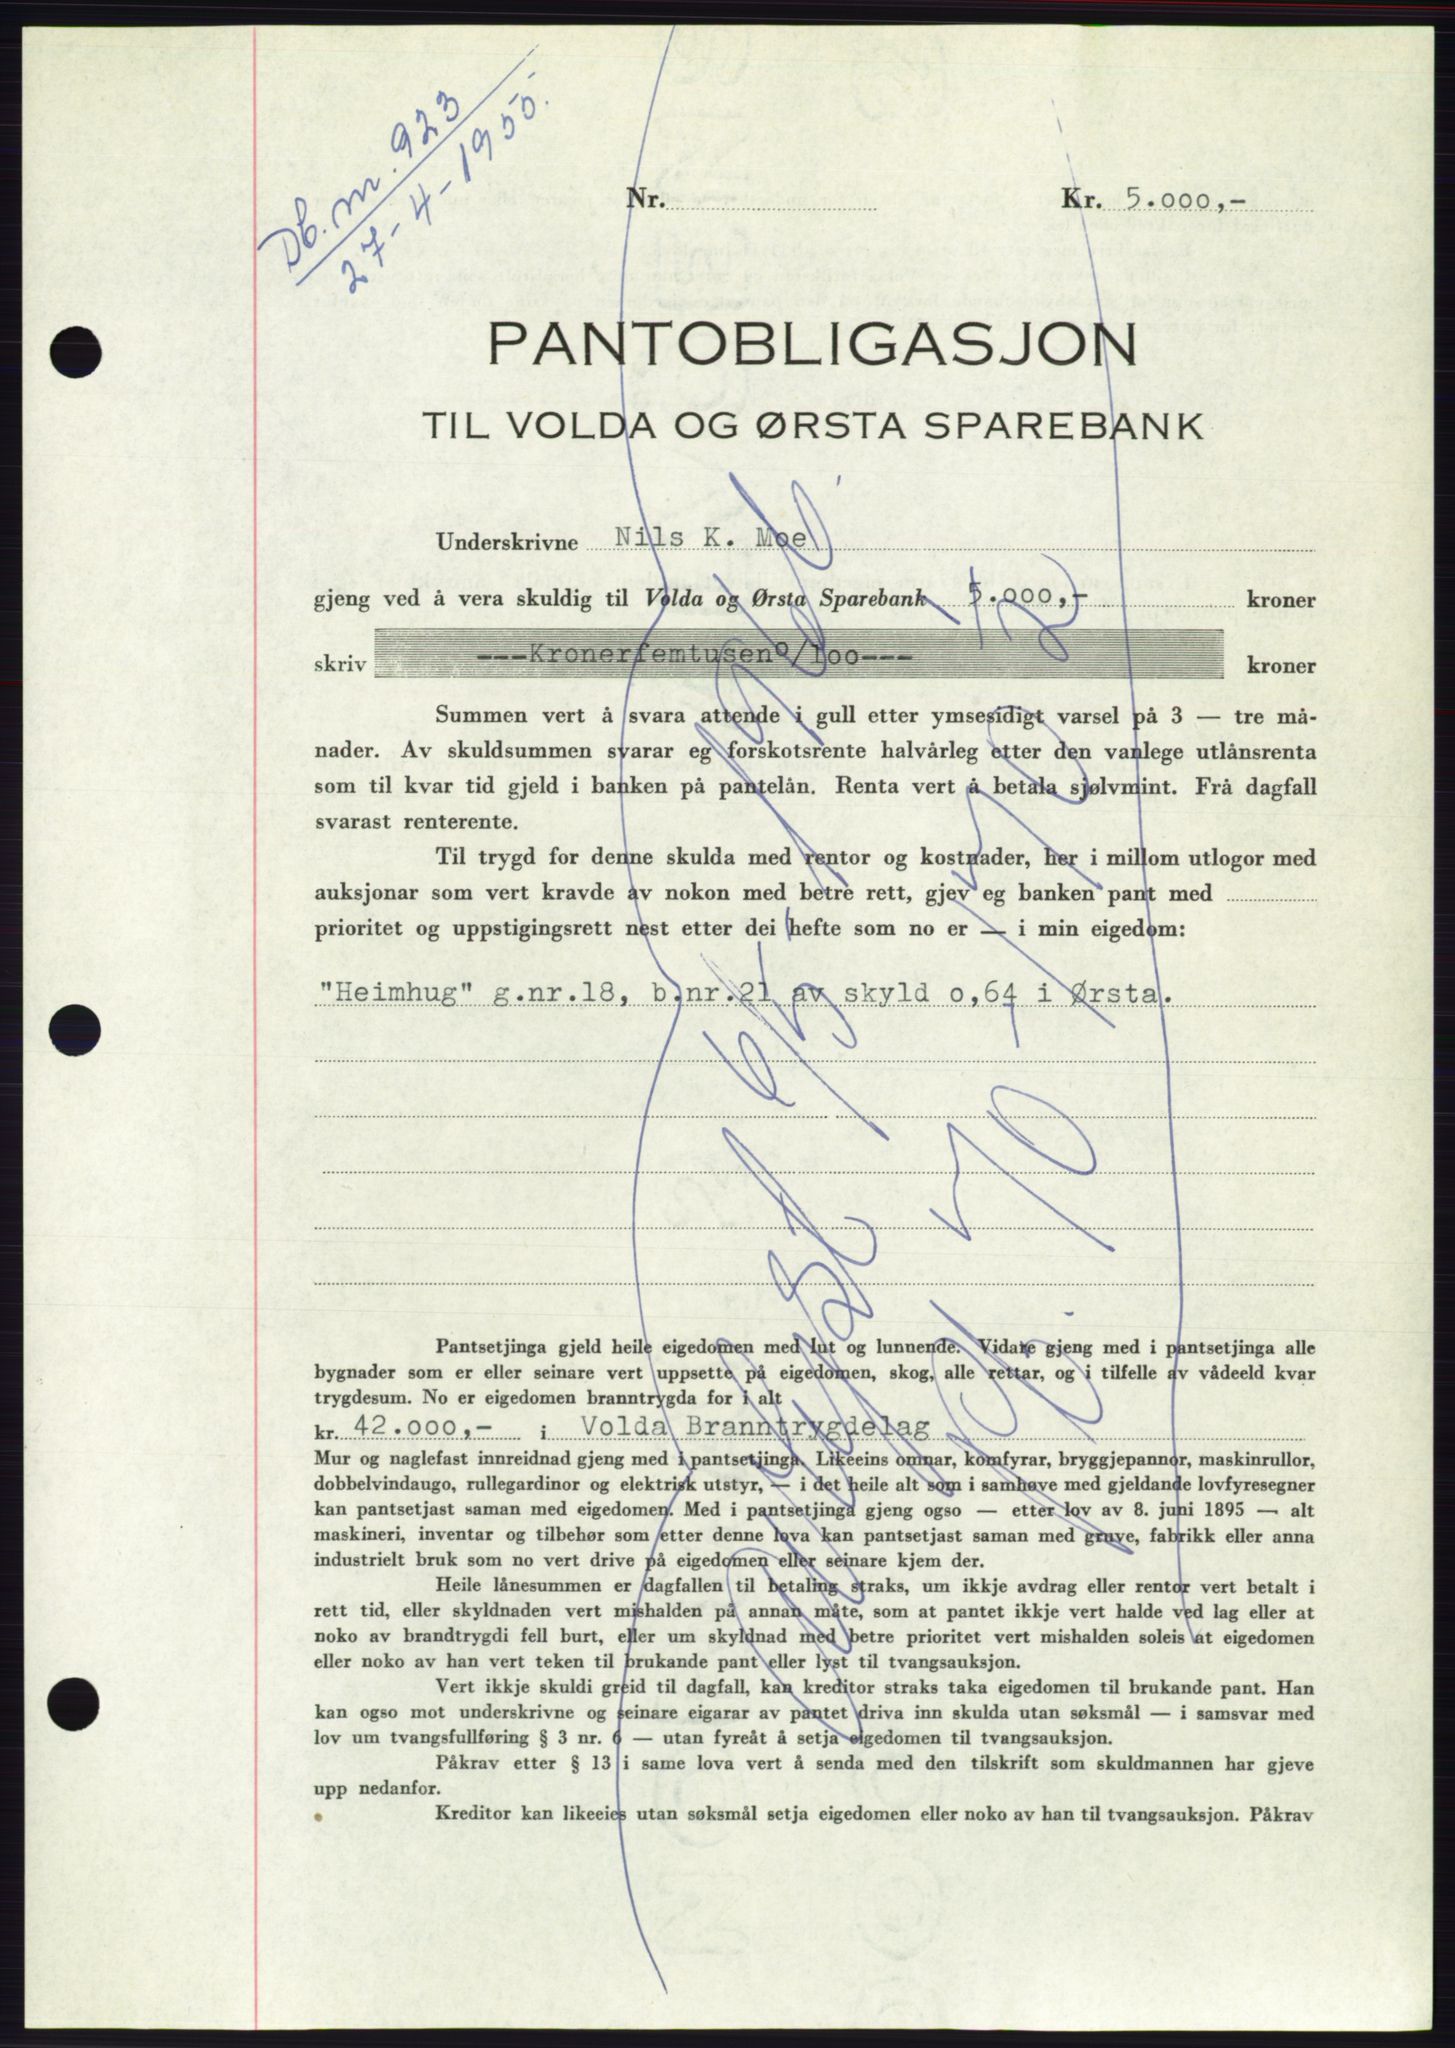 Db. nr. 923
27-4-1955.
Nr.
Kr. 5.000,-
PANTOBLIGASJON
TIL VOLDA OG ØRSTA SPAREBANK
Underskrivne Nils K. Moe
gjeng ved å vera skuldig til Volda og Ørsta Sparebank 5.000,- kroner
skriv ---Kronerfemtusen0/100--- kroner
Summen vert å svara attende i gull etter ymsesidigt varsel på 3 — tre må-
nader. Av skuldsummen svarar eg forskotsrente halvårleg etter den vanlege utlånsrenta
som til kvar tid gjeld i banken på pantelån. Renta vert å betala sjølvmint. Frå dagfall
svarast renterente.
Til trygd for denne skulda med rentor og kostnader, her i millom utlogor med
auksjonar som vert kravde av nokon med betre rett, gjev eg banken pant med
prioritet og uppstigingsrett nest etter dei hefte som no er — i min eigedom:
"Heimhug" g.nr.18, b.nr.21 av skyld o,64 i Ørsta.
Pantsetjinga gjeld heile eigedomen med lut og lunnende. Vidare gjeng med i pantsetjinga alle
bygnader som er eller seinare vert uppsette på eigedomen, skog, alle rettar, og i tilfelle av vådeeld kvar
trygdesum. No er eigedomen branntrygda for i alt
kr. 42.000,- i Volda Branntrygdelag
Mur og naglefast innreidnad gjeng med i pantsetjinga. Likeeins omnar, komfyrar, bryggjepannor, maskinrullor,
dobbelvindaugo, rullegardinor og elektrisk utstyr, — i det heile alt som i samhøve med gjeldande lovfyresegner
kan pantsetjast saman med eigedomen. Med i pantsetjinga gjeng ogso — etter lov av 8. juni 1895 — alt
maskineri, inventar og tilbehør som etter denne lova kan pantsetjast saman med gruve, fabrikk eller anna
industrielt bruk som no vert drive på eigedomen eller seinare kjem der.
Heile lånesummen er dagfallen til betaling straks, um ikkje avdrag eller rentor vert betalt i
rett tid, eller skyldnaden vert mishalden på annan måte, som at pantet ikkje vert halde ved lag eller at
noko av brandtrygdi fell burt, eller um skyldnad med betre prioritet vert mishalden soleis at eigedomen
eller noko av han vert teken til brukande pant eller lyst til tvangsauksjon.
Vert ikkje skuldi greid til dagfall, kan kreditor straks taka eigedomen til brukande pant. Han
kan ogso mot underskrivne og seinare eigarar av pantet driva inn skulda utan søksmål — i samsvar med
lov um tvangsfullføring § 3 nr. 6 — utan fyreåt å setja eigedomen til tvangsauksjon.
Påkrav etter § 13 i same lova vert å senda med den tilskrift som skuldmannen har gjeve
upp nedanfor.
Kreditor kan likeeies utan søksmål setja eigedomen eller noko av han til tvangsauksjon. Påkrav